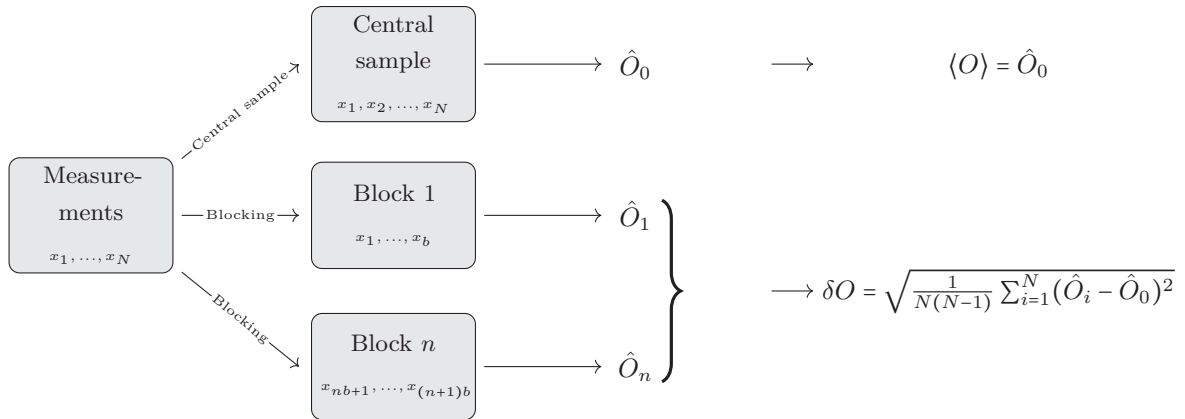 Central
sample
x_1, x_2, ..., x_N
Central sample
Ô_0
⟨O⟩ = Ô_0
Measure-
ments
x_1, ..., x_N
Blocking
Block 1
x_1, ..., x_b
Ô_1
Blocking
Block n
x_{nb+1}, ..., x_{(n+1)b}
Ô_n
δO = √(1/(N(N−1)) ∑_{i=1}^{N} (Ô_i − Ô_0)^2)